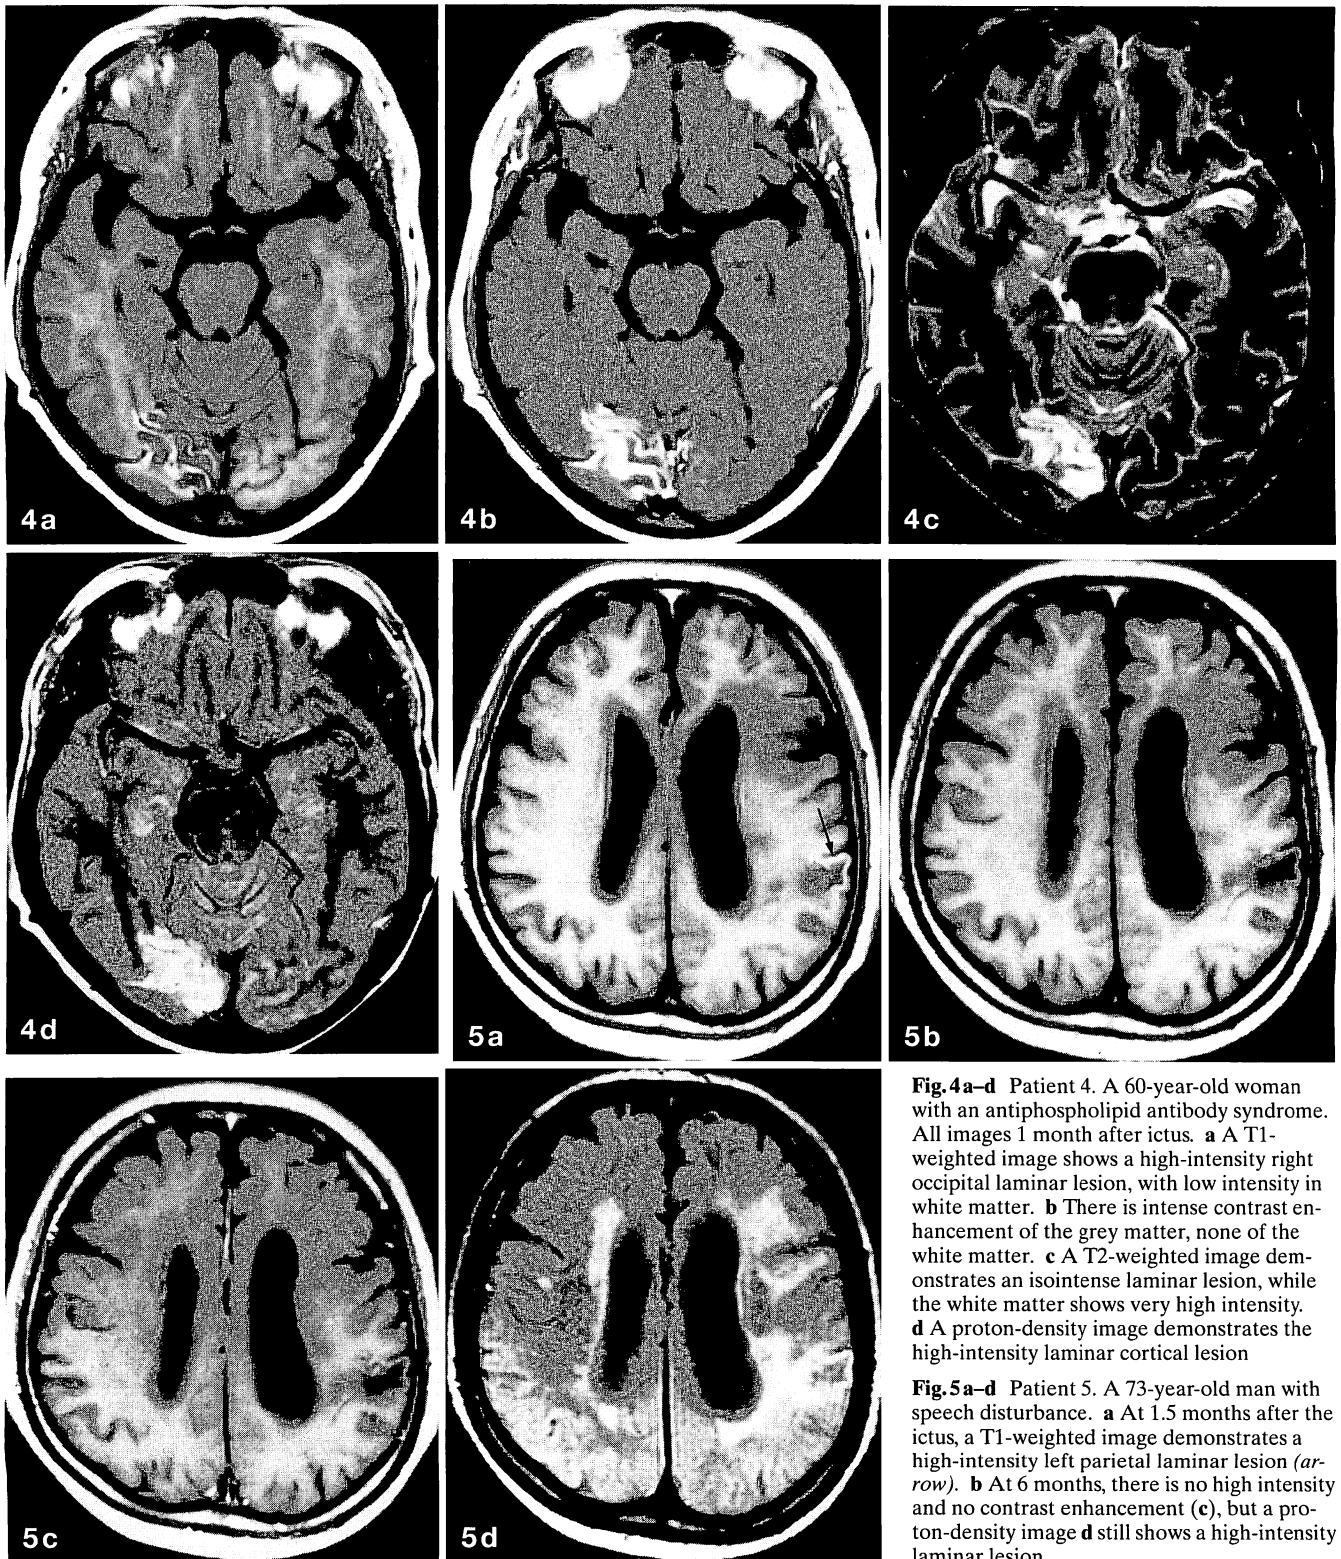 4a
4b
4c
4d
5a
5b
5c
5d
Fig. 4a–d Patient 4. A 60-year-old woman
with an antiphospholipid antibody syndrome.
All images 1 month after ictus. a A T1-
weighted image shows a high-intensity right
occipital laminar lesion, with low intensity in
white matter. b There is intense contrast en-
hancement of the grey matter, none of the
white matter. c A T2-weighted image dem-
onstrates an isointense laminar lesion, while
the white matter shows very high intensity.
d A proton-density image demonstrates the
high-intensity laminar cortical lesion
Fig. 5a–d Patient 5. A 73-year-old man with
speech disturbance. a At 1.5 months after the
ictus, a T1-weighted image demonstrates a
high-intensity left parietal laminar lesion (ar-
row). b At 6 months, there is no high intensity
and no contrast enhancement (c), but a pro-
ton-density image d still shows a high-intensity
laminar lesion